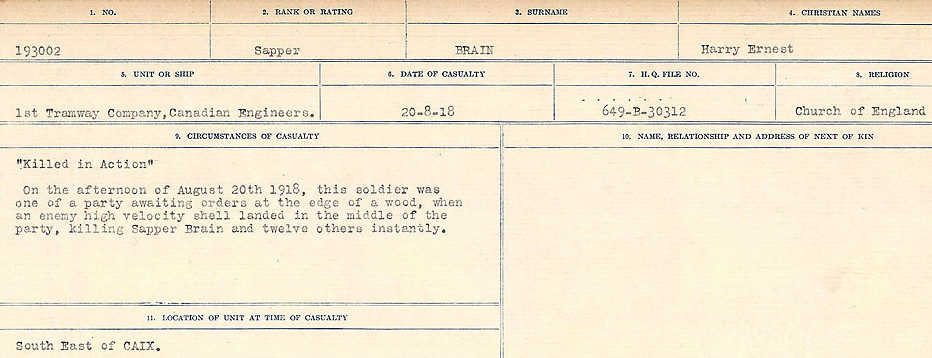 1. NO. 2. RANK OR RATING 3. SURNAME 4. CHRISTIAN NAMES
193002 Sapper BRAIN Harry Ernest
5. UNIT OR SHIP 6. DATE OF CASUALTY 7. H.Q. FILE NO. 8. RELIGION
1st Tramway Company, Canadian Engineers. 20-8-18 649-B-30312 Church of England
9. CIRCUMSTANCES OF CASUALTY 10. NAME, RELATIONSHIP AND ADDRESS OF NEXT OF KIN
"Killed in Action"
On the afternoon of August 20th 1918, this soldier was
one of a party awaiting orders at the edge of a wood, when
an enemy high velocity shell landed in the middle of the
party, killing Sapper Brain and twelve others instantly.
11. LOCATION OF UNIT AT TIME OF CASUALTY
South East of CAIX.